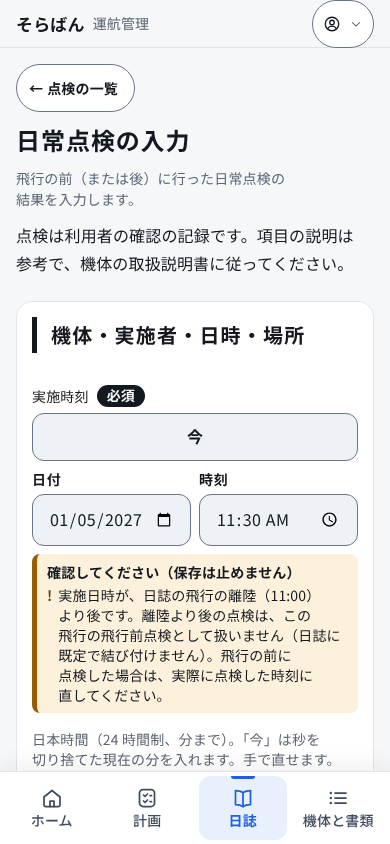 そらばん 運航管理
← 点検の一覧
日常点検の入力
飛行の前（または後）に行った日常点検の
結果を入力します。
点検は利用者の確認の記録です。項目の説明は
参考で、機体の取扱説明書に従ってください。
機体・実施者・日時・場所
実施時刻 必須
今
日付 時刻
01/05/2027 11:30 AM
確認してください（保存は止めません）
! 実施日時が、日誌の飛行の離陸（11:00）
より後です。離陸より後の点検は、この
飛行の飛行前点検として扱いません（日誌に
既定で結び付けません）。飛行の前に
点検した場合は、実際に点検した時刻に
直してください。
日本時間（24 時間制、分まで）。「今」は秒を
切り捨てた現在の分を入れます。手で直せます。
ホーム 計画 日誌 機体と書類